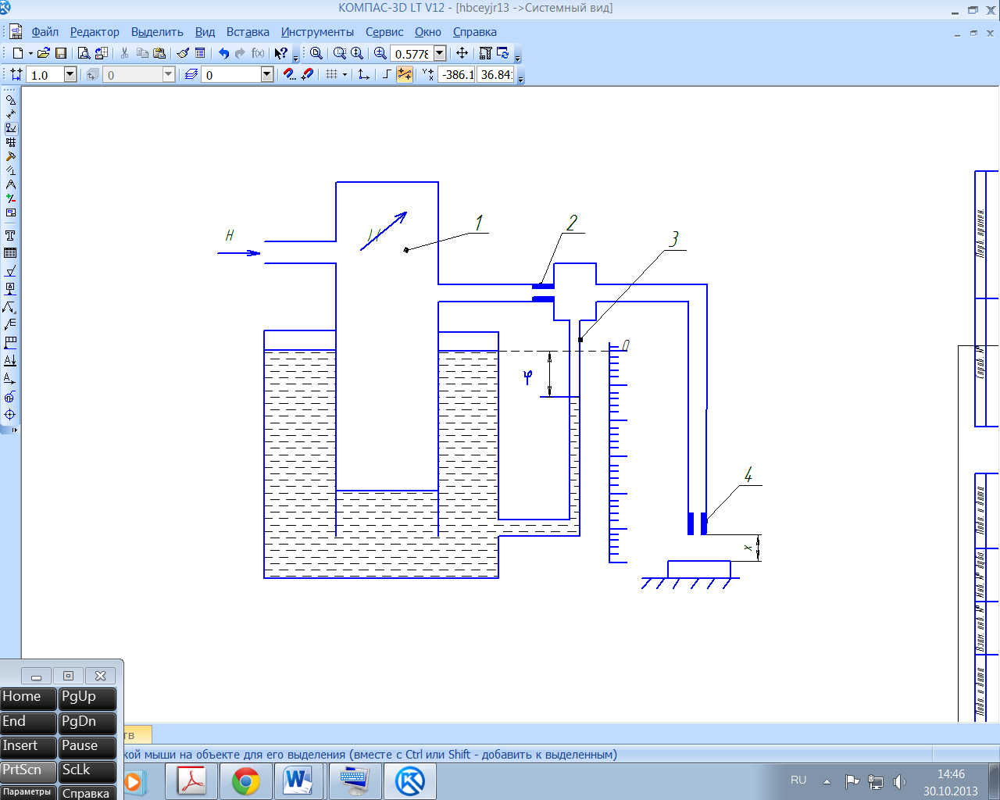 КОМПАС-3D LT V12 - [hbceyjr13 ->Системный вид]
Файл Редактор Выделить Вид Вставка Инструменты Сервис Окно Справка
0.5778
1.0 0 0 -386.1 36.841
H
1
2
3
0
φ
4
x
Перв. примен.
Справ. №
Подп. и дата
Инв. № дубл.
Взам. инв. №
Подп. и дата
Home PgUp
End PgDn
Insert Pause
PrtScn ScLk
Параметры Справка
тв
кой мыши на объекте для его выделения (вместе с Ctrl или Shift - добавить к выделенным)
RU
14:46
30.10.2013